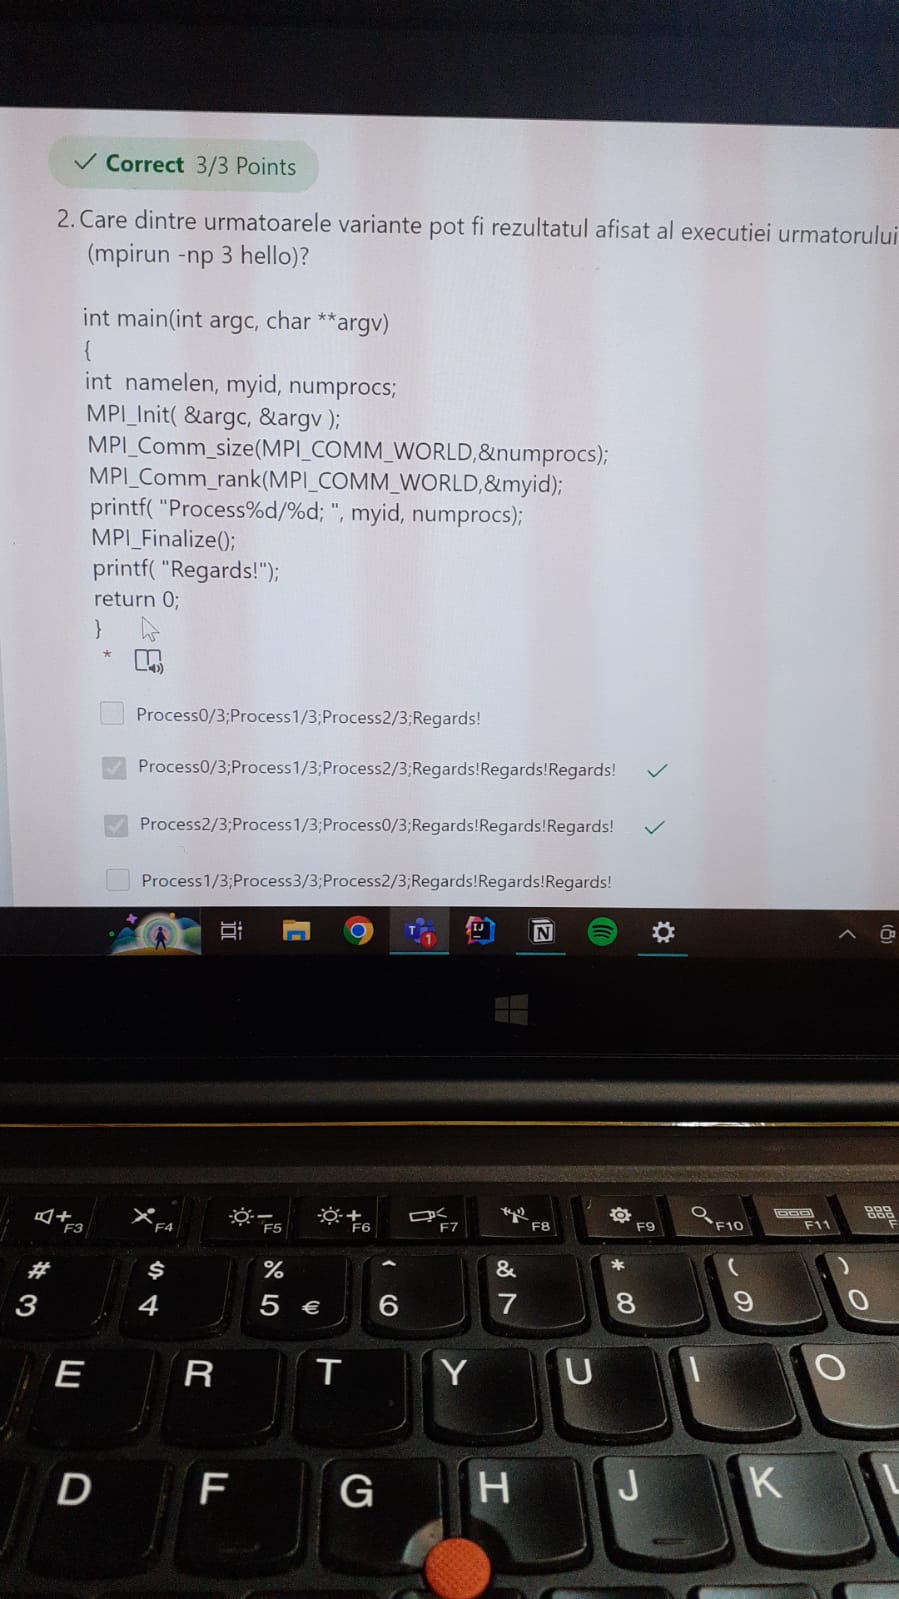 ✓ Correct 3/3 Points
2. Care dintre urmatoarele variante pot fi rezultatul afisat al executiei urmatorului
(mpirun -np 3 hello)?
int main(int argc, char **argv)
{
int namelen, myid, numprocs;
MPI_Init( &argc, &argv );
MPI_Comm_size(MPI_COMM_WORLD,&numprocs);
MPI_Comm_rank(MPI_COMM_WORLD,&myid);
printf( "Process%d/%d; ", myid, numprocs);
MPI_Finalize();
printf( "Regards!");
return 0;
}
*
Process0/3;Process1/3;Process2/3;Regards!
Process0/3;Process1/3;Process2/3;Regards!Regards!Regards!
Process2/3;Process1/3;Process0/3;Regards!Regards!Regards!
Process1/3;Process3/3;Process2/3;Regards!Regards!Regards!
T 1 IJ N
F3 F4 F5 F6 F7 F8 F9 F10 F11 F
# $ % ^ & * ( )
3 4 5 € 6 7 8 9 0
E R T Y U I O
D F G H J K L